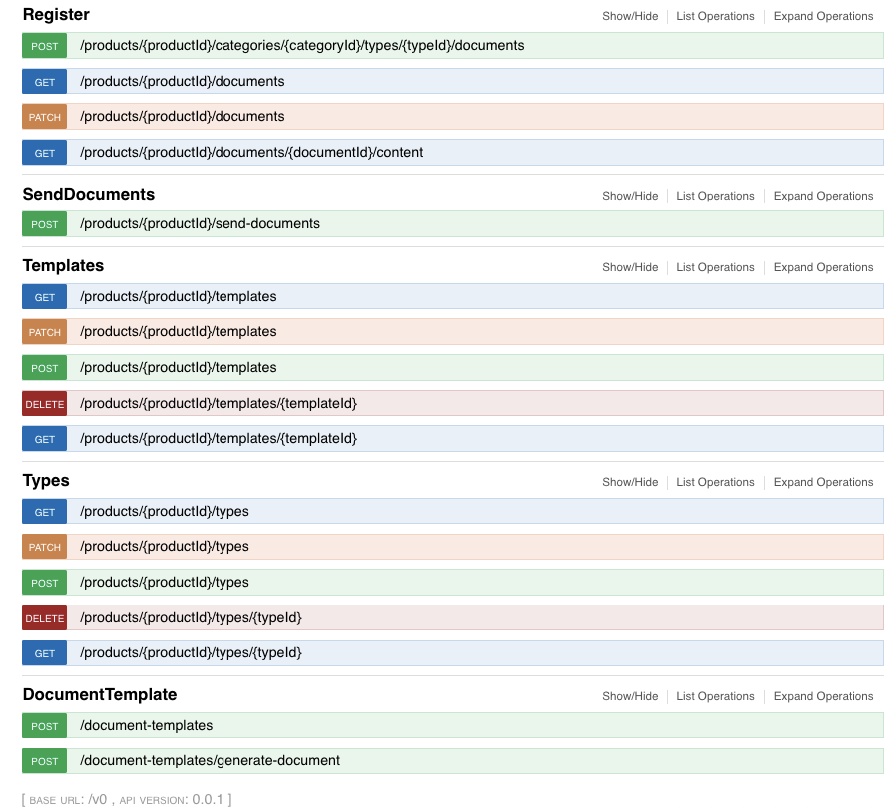 Register Show/Hide List Operations Expand Operations
POST /products/{productId}/categories/{categoryId}/types/{typeId}/documents
GET /products/{productId}/documents
PATCH /products/{productId}/documents
GET /products/{productId}/documents/{documentId}/content
SendDocuments Show/Hide List Operations Expand Operations
POST /products/{productId}/send-documents
Templates Show/Hide List Operations Expand Operations
GET /products/{productId}/templates
PATCH /products/{productId}/templates
POST /products/{productId}/templates
DELETE /products/{productId}/templates/{templateId}
GET /products/{productId}/templates/{templateId}
Types Show/Hide List Operations Expand Operations
GET /products/{productId}/types
PATCH /products/{productId}/types
POST /products/{productId}/types
DELETE /products/{productId}/types/{typeId}
GET /products/{productId}/types/{typeId}
DocumentTemplate Show/Hide List Operations Expand Operations
POST /document-templates
POST /document-templates/generate-document
[ BASE URL: /v0 , API VERSION: 0.0.1 ]